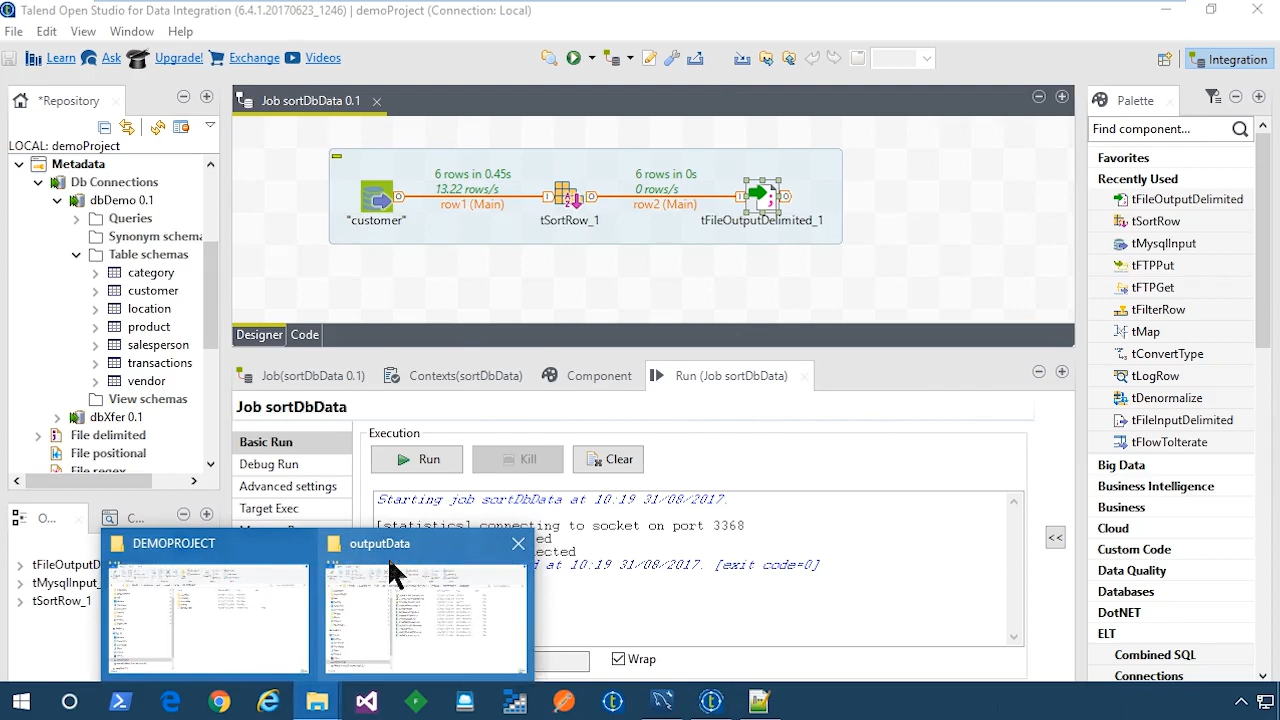 Talend Open Studio for Data Integration (6.4.1.20170623_1246) | demoProject (Connection: Local)
File Edit View Window Help
Learn Ask Upgrade! Exchange Videos Integration
*Repository
LOCAL: demoProject
Metadata
Db Connections
dbDemo 0.1
Queries
Synonym schema
Table schemas
category
customer
location
product
salesperson
transactions
vendor
View schemas
dbXfer 0.1
File delimited
File positional
File regex
O...
C...
tFileOutputD
tMysqlInput_
tSortRow_1
Job sortDbData 0.1
6 rows in 0.45s
13.22 rows/s
row1 (Main)
6 rows in 0s
0 rows/s
row2 (Main)
"customer"
tSortRow_1
tFileOutputDelimited_1
Designer Code
Job(sortDbData 0.1) Contexts(sortDbData) Component Run (Job sortDbData)
Job sortDbData
Basic Run
Debug Run
Advanced settings
Target Exec
Execution
Run Kill Clear
Starting job sortDbData at 10:19 31/08/2017.
[statistics] connecting to socket on port 3368
ed
ected
d at 10:19 31/08/2017. [exit code=0]
Wrap
<<
DEMOPROJECT
outputData
Palette
Find component...
Favorites
Recently Used
tFileOutputDelimited
tSortRow
tMysqlInput
tFTPPut
tFTPGet
tFilterRow
tMap
tConvertType
tLogRow
tDenormalize
tFileInputDelimited
tFlowToIterate
Big Data
Business Intelligence
Business
Cloud
Custom Code
Data Quality
Databases
DotNET
ELT
Combined SQL
Connections